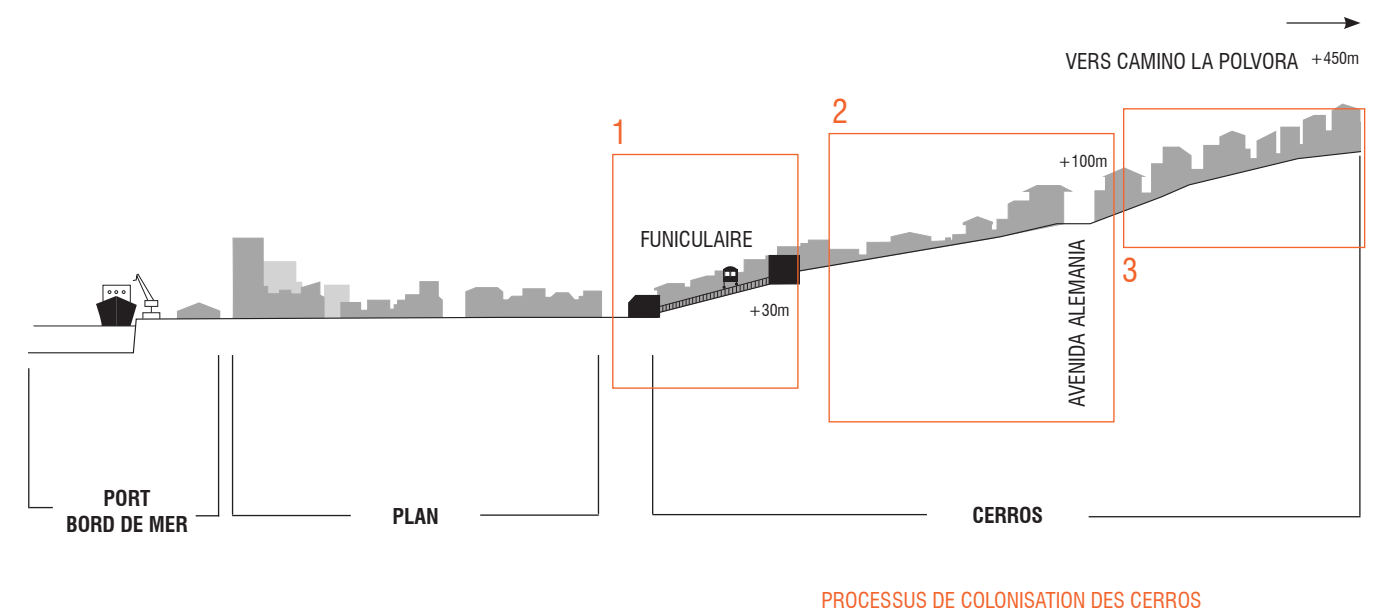 VERS CAMINO LA POLVORA +450m
1
2
+100m
FUNICULAIRE
3
+30m
AVENIDA ALEMANIA
PORT
BORD DE MER
PLAN
CERROS
PROCESSUS DE COLONISATION DES CERROS